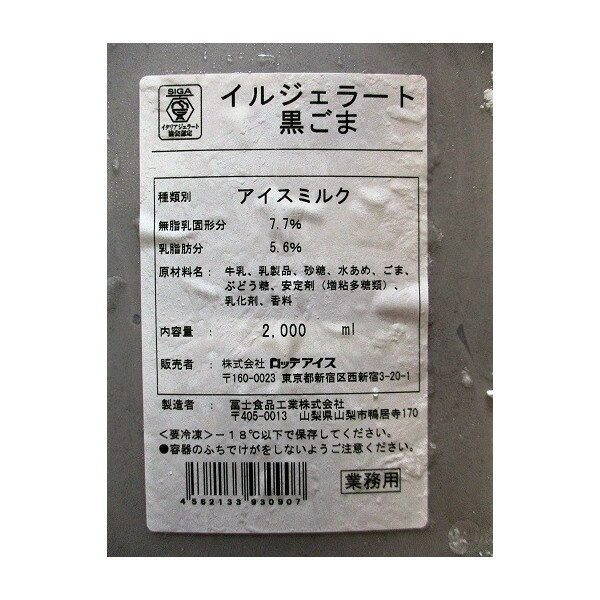 SIGA
イタリアジェラート
協会認定
イルジェラート
黒ごま
種類別 アイスミルク
無脂乳固形分 7.7%
乳脂肪分 5.6%
原材料名： 牛乳、乳製品、砂糖、水あめ、ごま、
ぶどう糖、安定剤（増粘多糖類）、
乳化剤、香料
内容量： 2,000 ml
販売者： 株式会社 ロッテアイス
〒160-0023 東京都新宿区西新宿3-20-1
製造者： 冨士食品工業株式会社
〒405-0013 山梨県山梨市鴨居寺170
＜要冷凍＞－18℃以下で保存してください。
●容器のふちでけがをしないようご注意ください。
4562133 930907
業務用